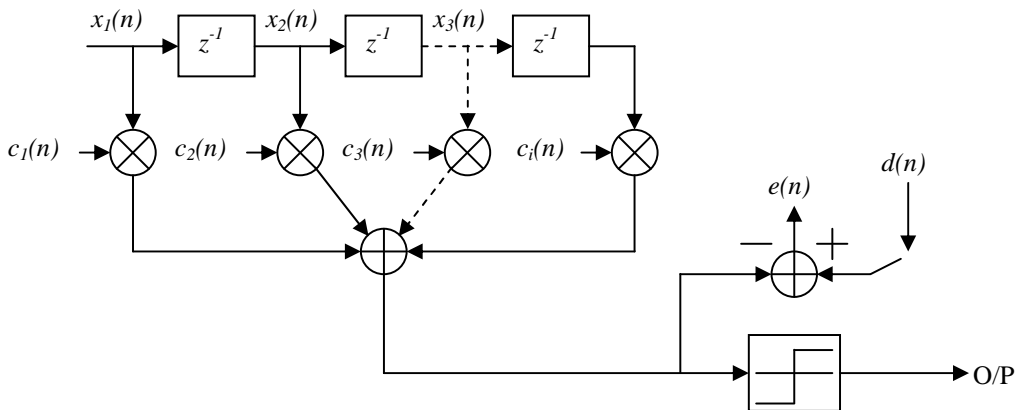 x₁(n) x₂(n) x₃(n)
z⁻¹ z⁻¹ z⁻¹
c₁(n) c₂(n) c₃(n) cᵢ(n)
d(n)
e(n)
− +
O/P